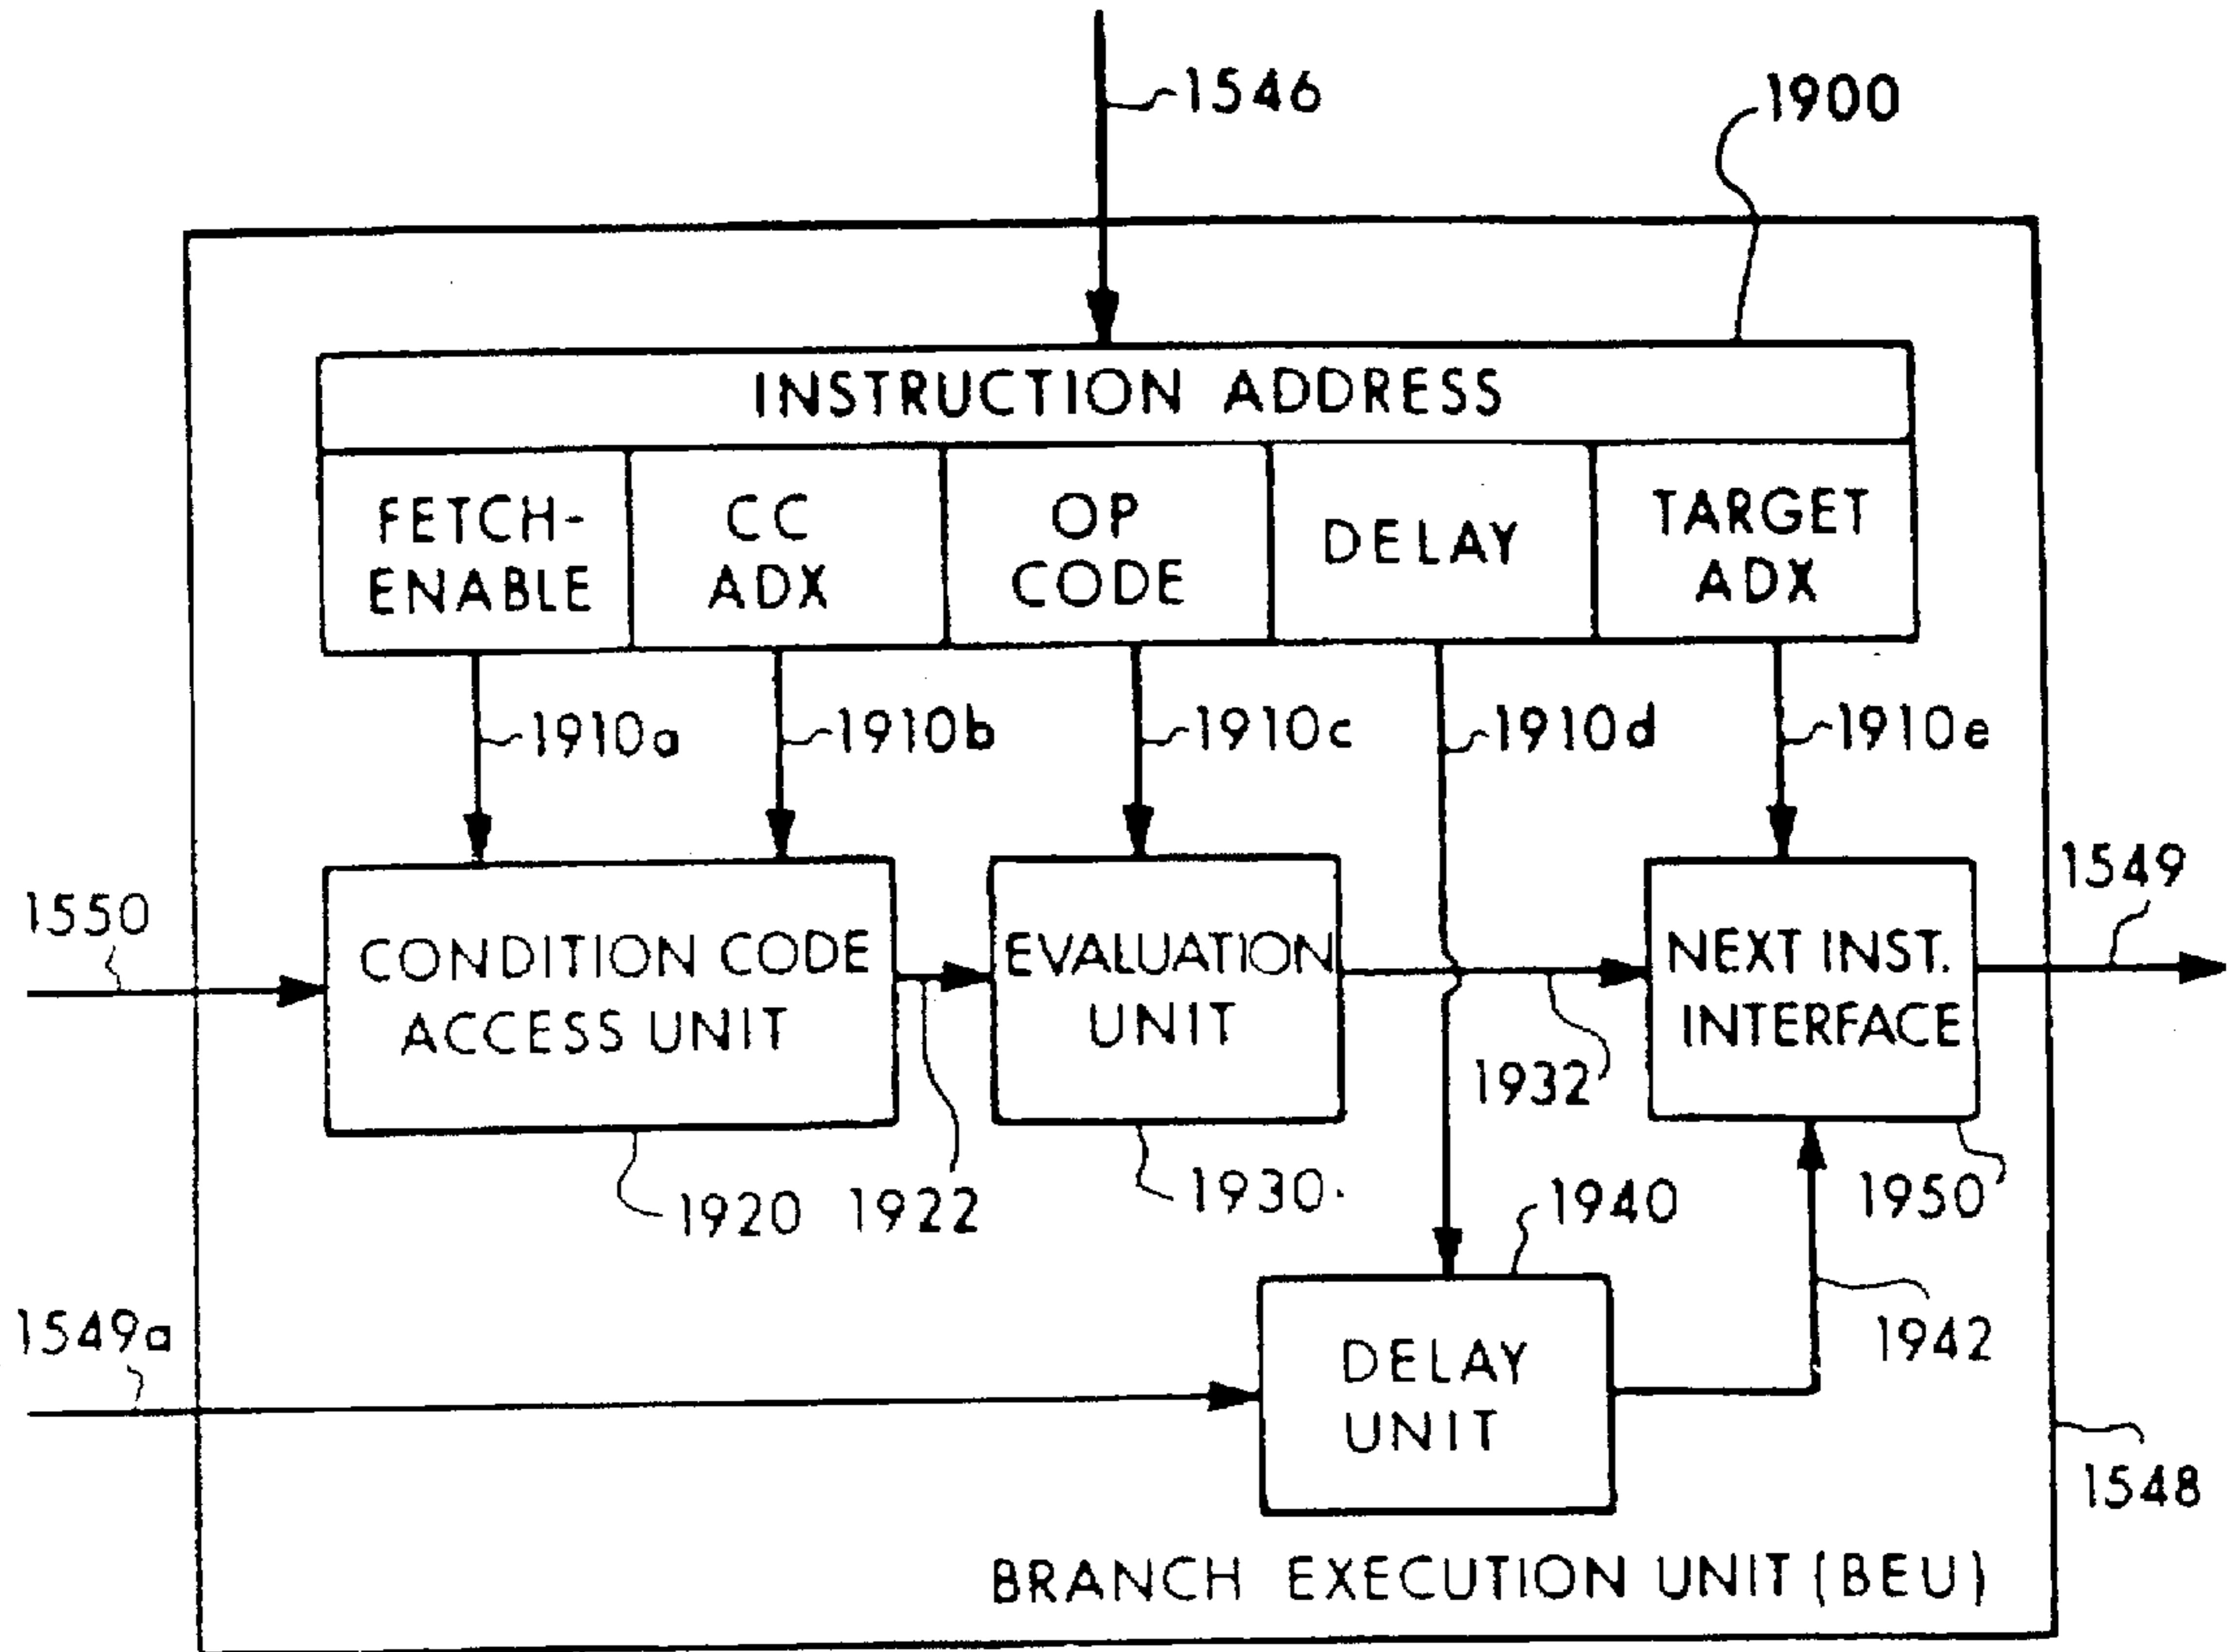 1546
1900
INSTRUCTION ADDRESS
FETCH-
ENABLE
CC
ADX
OP
CODE
DELAY
TARGET
ADX
1910a
1910b
1910c
1910d
1910e
1550
CONDITION CODE
ACCESS UNIT
EVALUATION
UNIT
NEXT INST.
INTERFACE
1549
1932
1920
1922
1930
1940
1950
1549a
DELAY
UNIT
1942
1548
BRANCH EXECUTION UNIT (BEU)